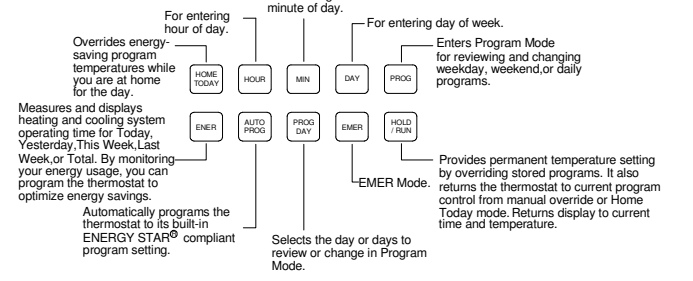 minute of day.
For entering
hour of day.
For entering day of week.
Overrides energy-
saving program
temperatures while
you are at home
for the day.
Enters Program Mode
for reviewing and changing
weekday, weekend,or daily
programs.
HOME
TODAY
HOUR
MIN
DAY
PROG
ENER
AUTO
PROG
PROG
DAY
EMER
HOLD
/ RUN
Measures and displays
heating and cooling system
operating time for Today,
Yesterday,This Week,Last
Week,or Total. By monitoring
your energy usage, you can
program the thermostat to
optimize energy savings.
Provides permanent temperature setting
by overriding stored programs. It also
returns the thermostat to current program
control from manual override or Home
Today mode. Returns display to current
time and temperature.
EMER Mode.
Automatically programs the
thermostat to its built-in
ENERGY STAR® compliant
program setting.
Selects the day or days to
review or change in Program
Mode.